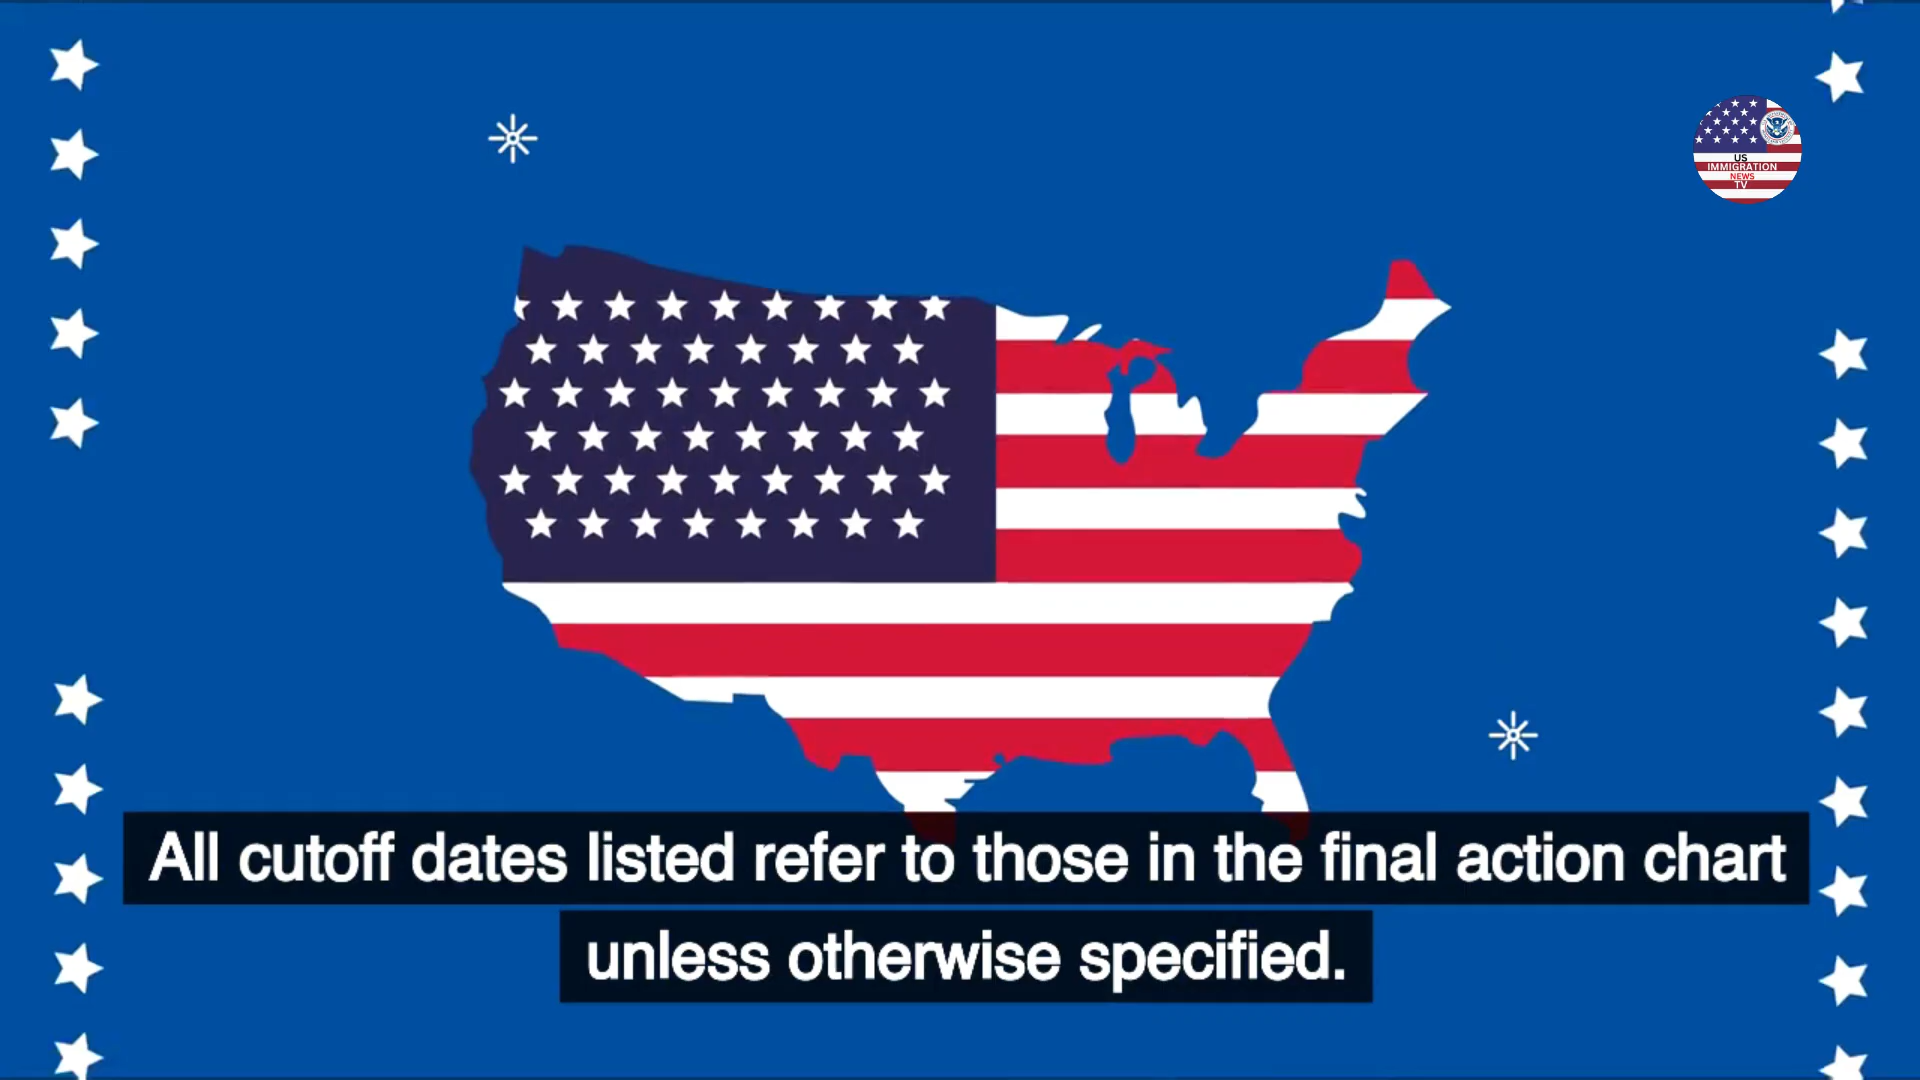 US
IMMIGRATION
NEWS
TV
All cutoff dates listed refer to those in the final action chart
unless otherwise specified.